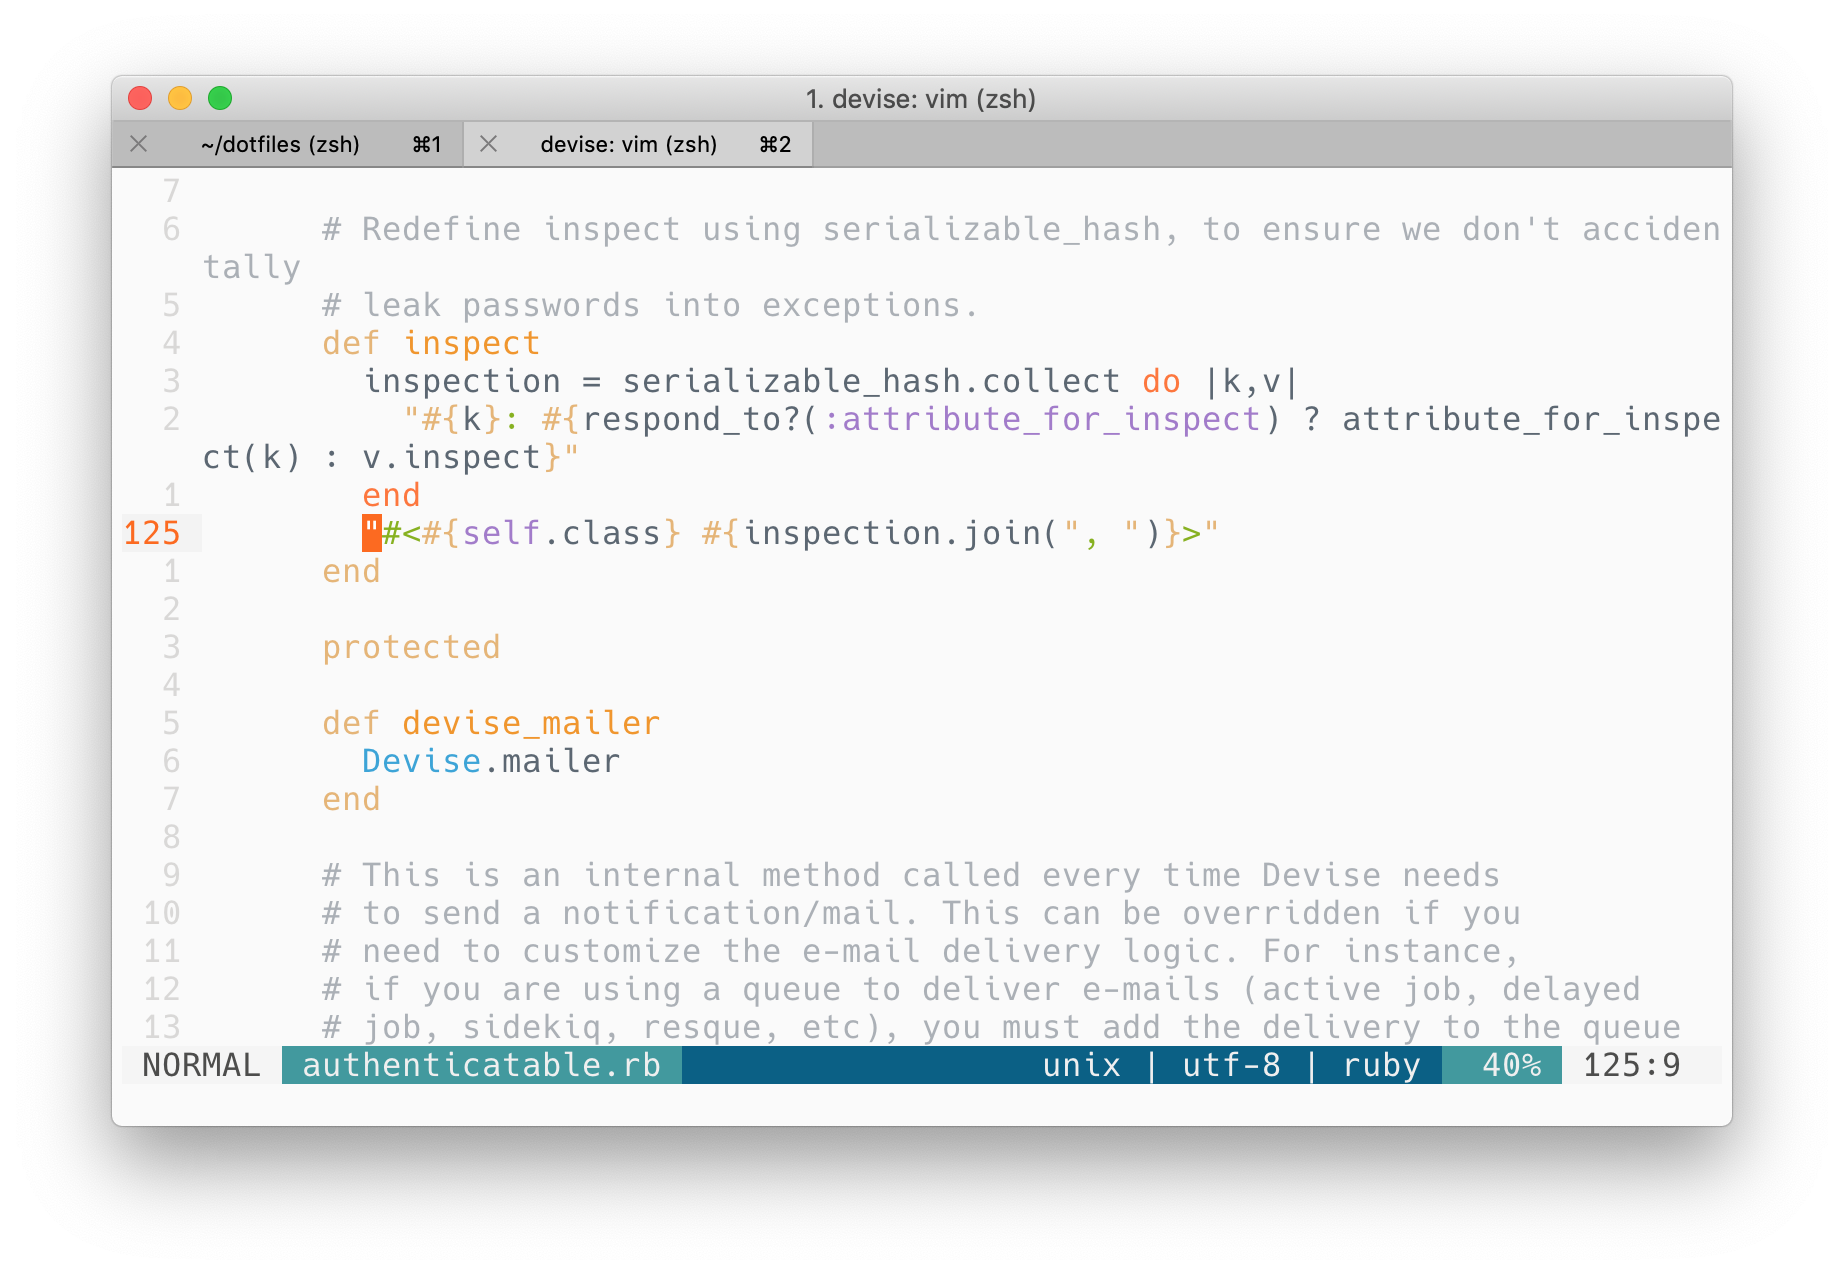 1. devise: vim (zsh)
~/dotfiles (zsh) ⌘1 devise: vim (zsh) ⌘2
7
6 # Redefine inspect using serializable_hash, to ensure we don't acciden
tally
5 # leak passwords into exceptions.
4 def inspect
3 inspection = serializable_hash.collect do |k,v|
2 "#{k}: #{respond_to?(:attribute_for_inspect) ? attribute_for_inspe
ct(k) : v.inspect}"
1 end
125 "#<#{self.class} #{inspection.join(", ")}>"
1 end
2
3 protected
4
5 def devise_mailer
6 Devise.mailer
7 end
8
9 # This is an internal method called every time Devise needs
10 # to send a notification/mail. This can be overridden if you
11 # need to customize the e-mail delivery logic. For instance,
12 # if you are using a queue to deliver e-mails (active job, delayed
13 # job, sidekiq, resque, etc), you must add the delivery to the queue
NORMAL authenticatable.rb unix | utf-8 | ruby 40% 125:9